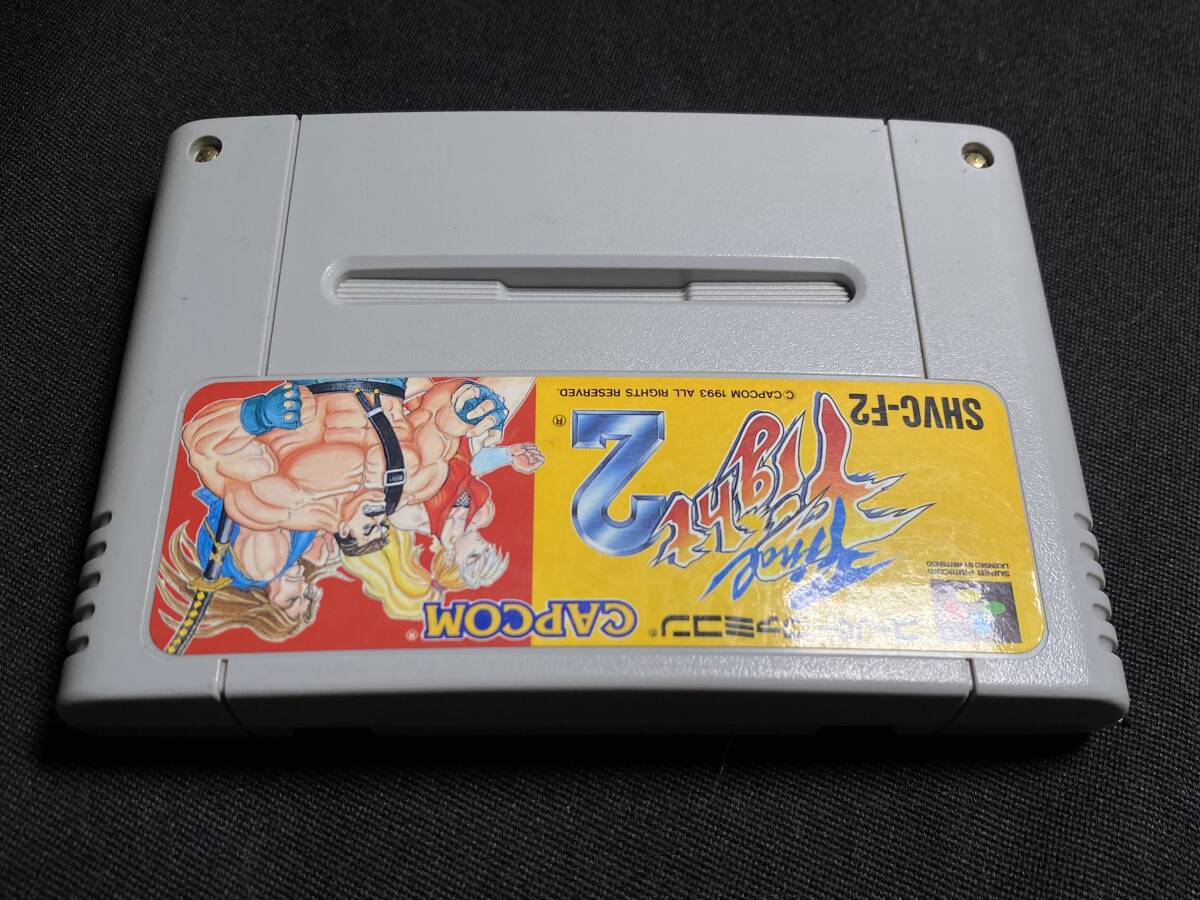 スーパーファミコン®
CAPCOM®
SUPER FAMICOM
LICENSED BY NINTENDO
Final
Fight
2®
SHVC-F2
©CAPCOM 1993 ALL RIGHTS RESERVED.